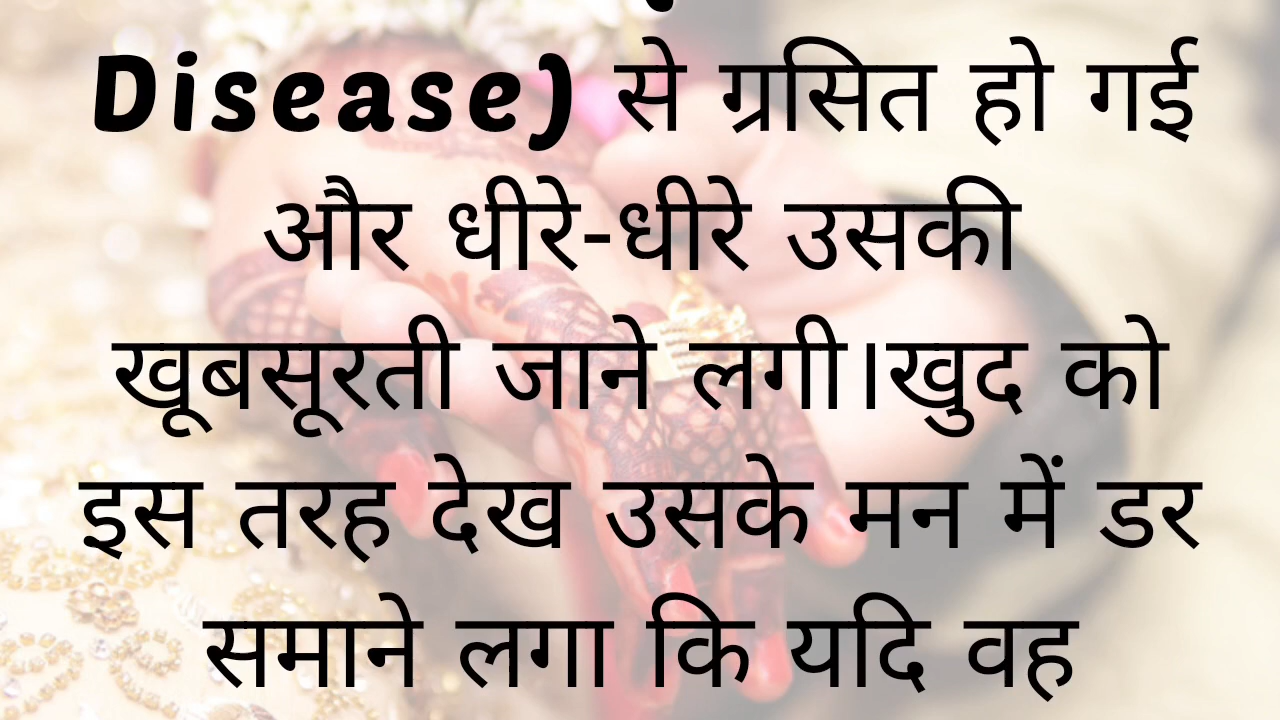 Disease) से ग्रसित हो गई
और धीरे-धीरे उसकी
खूबसूरती जाने लगी।खुद को
इस तरह देख उसके मन में डर
समाने लगा कि यदि वह